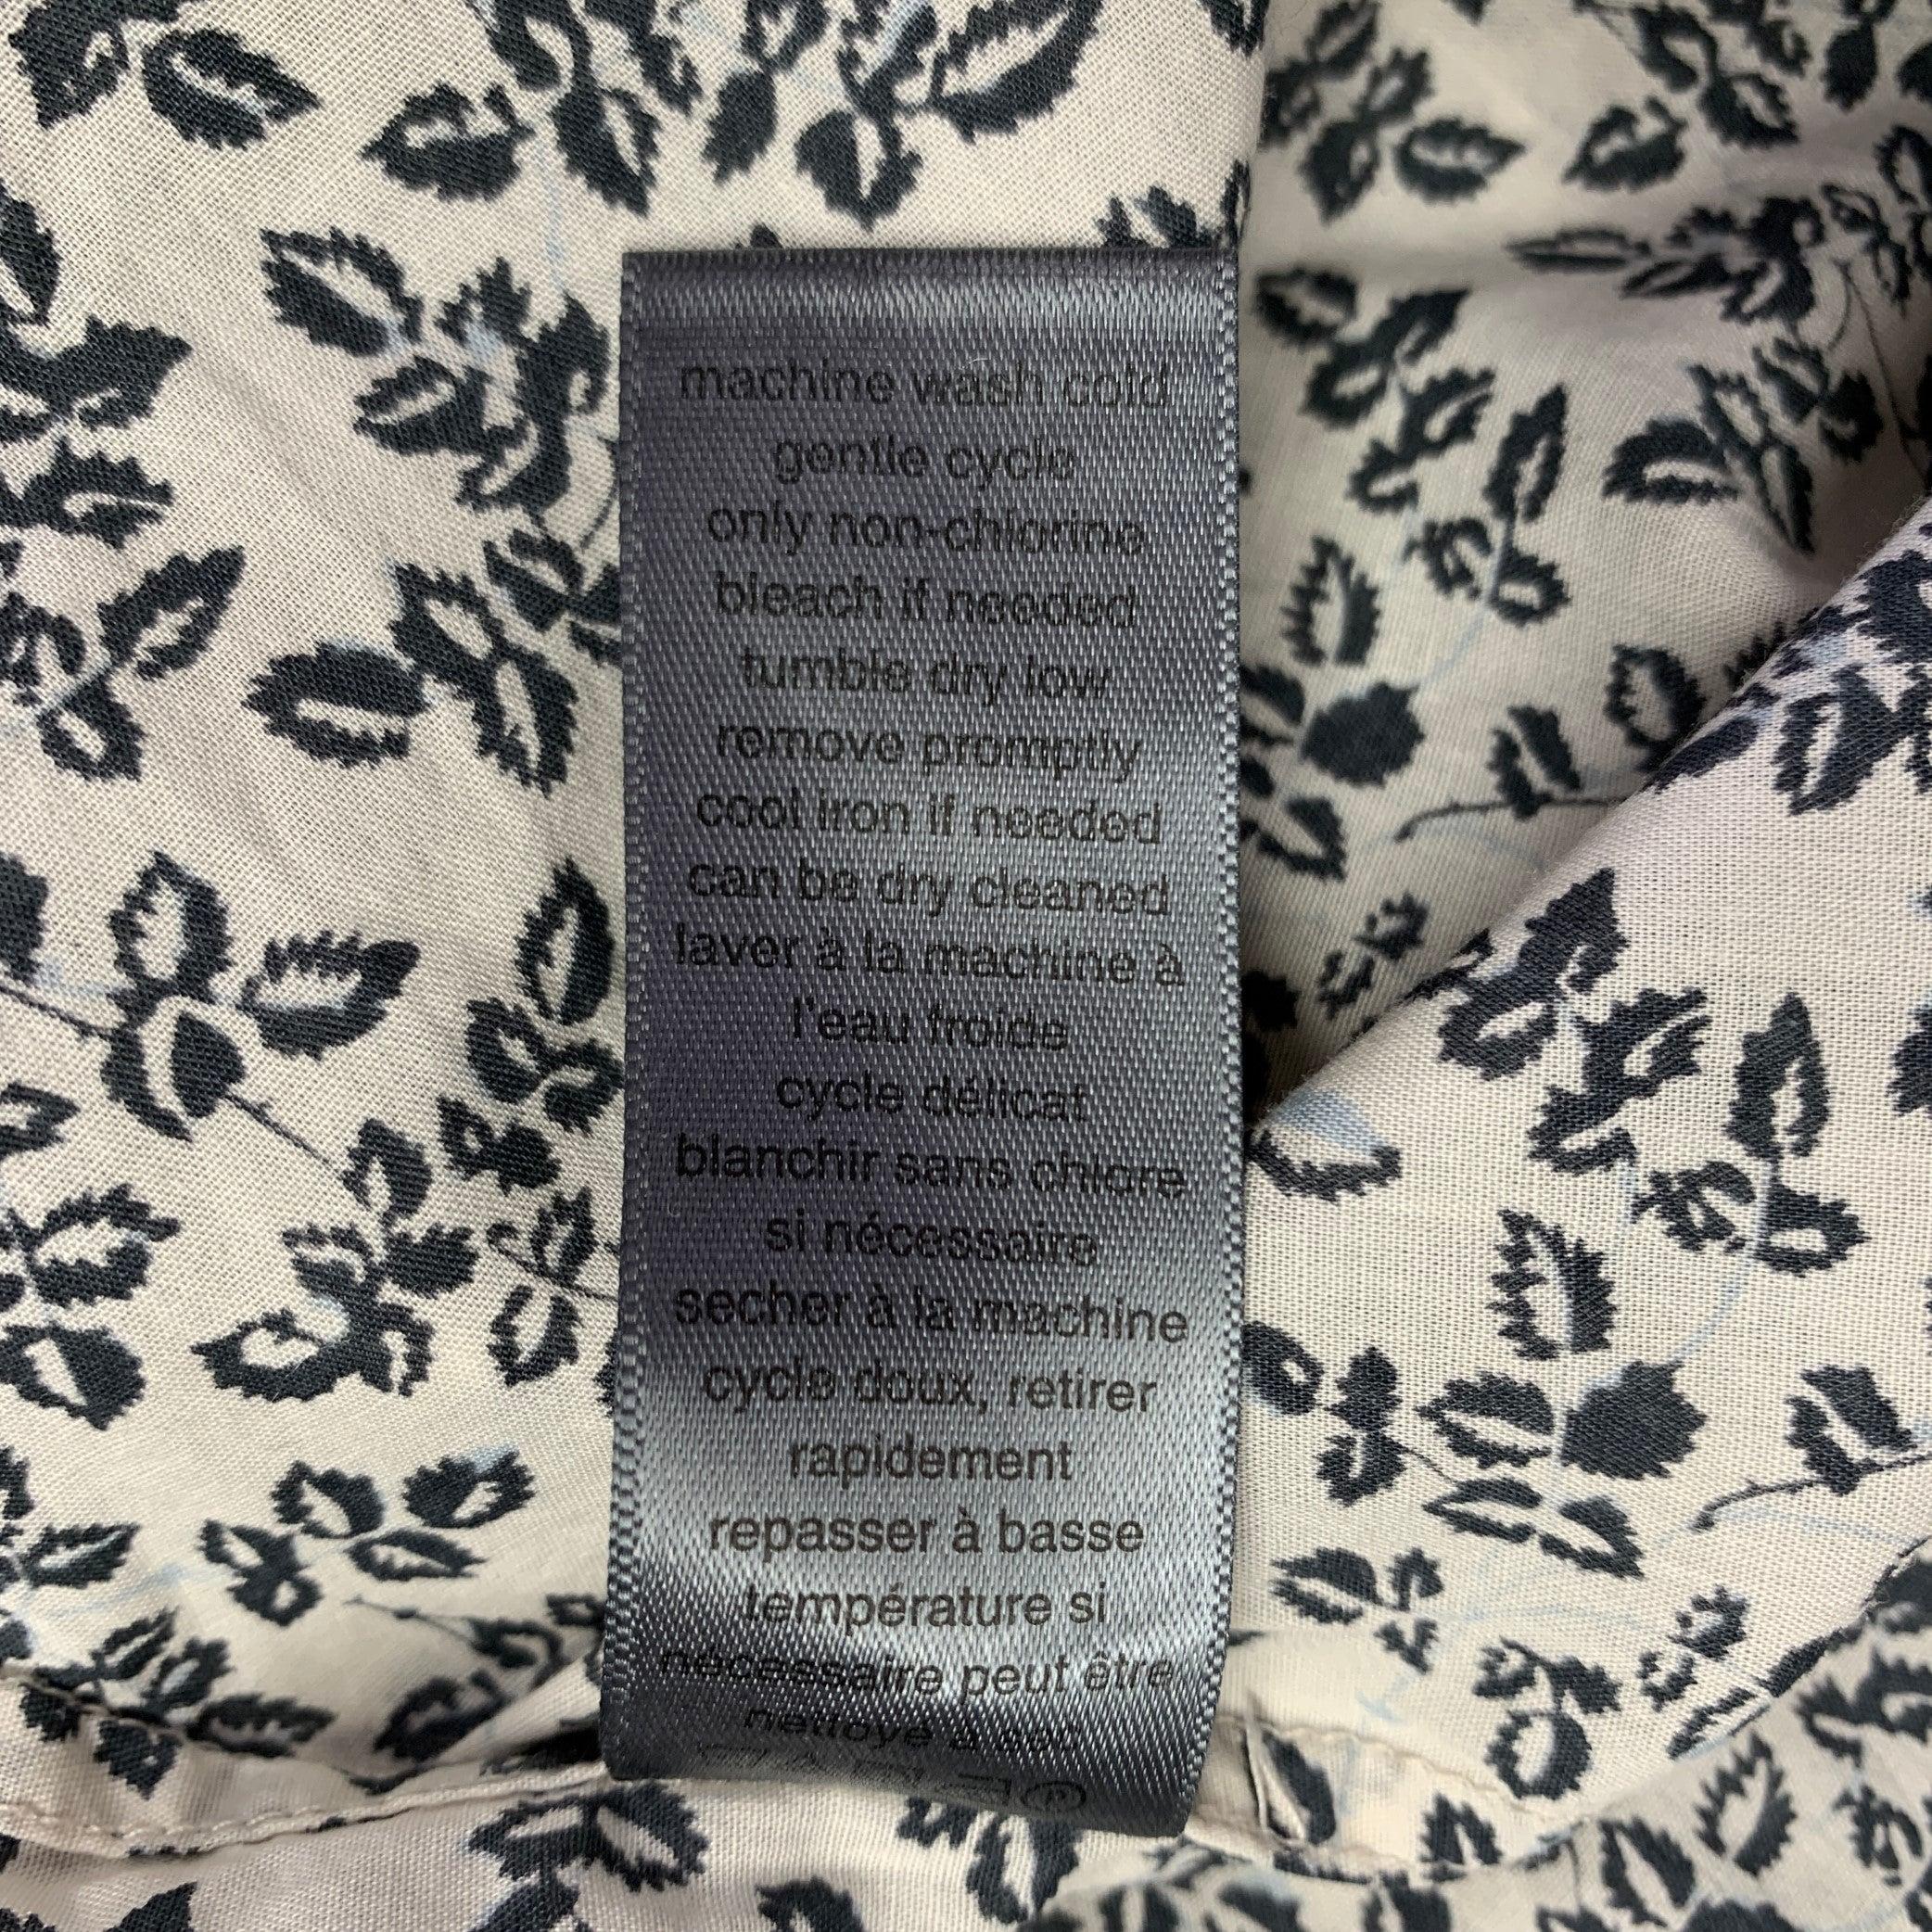 machine wash cold
gentle cycle
only non-chlorine
bleach if needed
tumble dry low
remove promptly
cool iron if needed
can be dry cleaned
laver à la machine à
l'eau froide
cycle délicat
blanchir sans chlore
si nécessaire
secher à la machine
cycle doux, retirer
rapidement
repasser à basse
température si
nécessaire peut être
nettoyé à sec